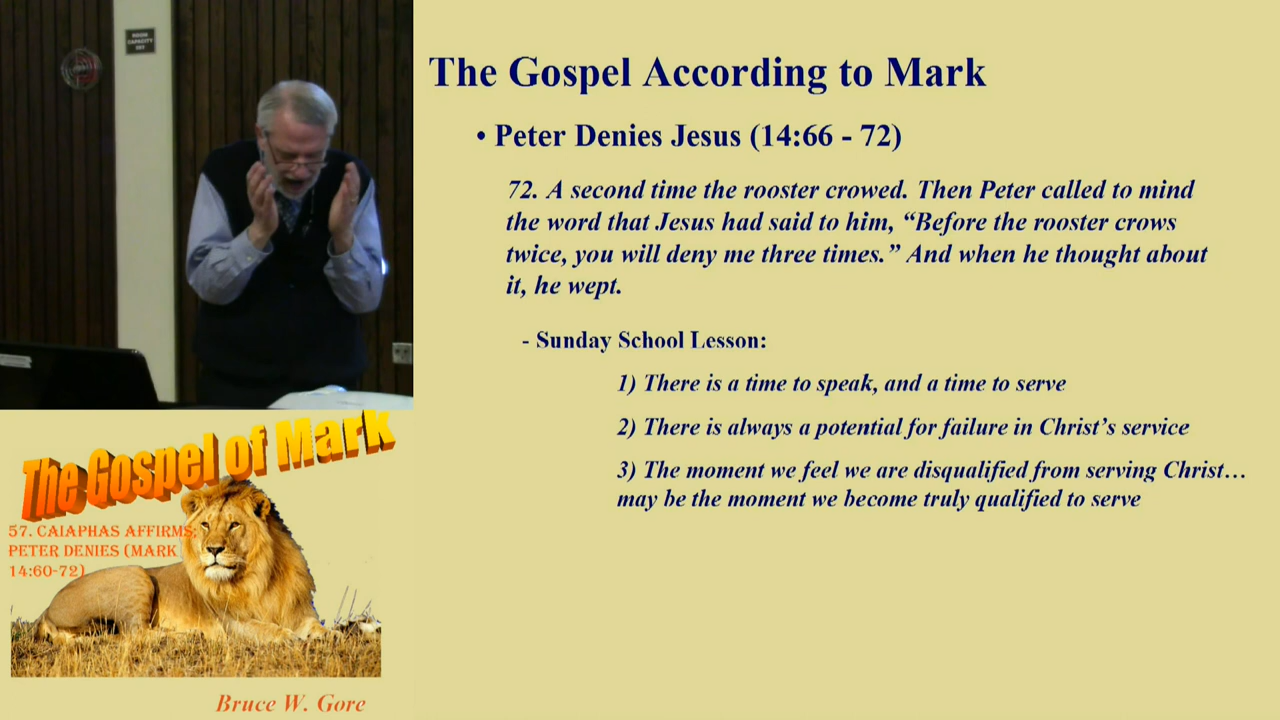 ROOM
CAPACITY
The Gospel According to Mark
• Peter Denies Jesus (14:66 - 72)
72. A second time the rooster crowed. Then Peter called to mind
the word that Jesus had said to him, “Before the rooster crows
twice, you will deny me three times.” And when he thought about
it, he wept.
- Sunday School Lesson:
1) There is a time to speak, and a time to serve
2) There is always a potential for failure in Christ’s service
3) The moment we feel we are disqualified from serving Christ…
may be the moment we become truly qualified to serve
The Gospel of Mark
57. CAIAPHAS AFFIRMS;
PETER DENIES (MARK
14:60-72)
Bruce W. Gore